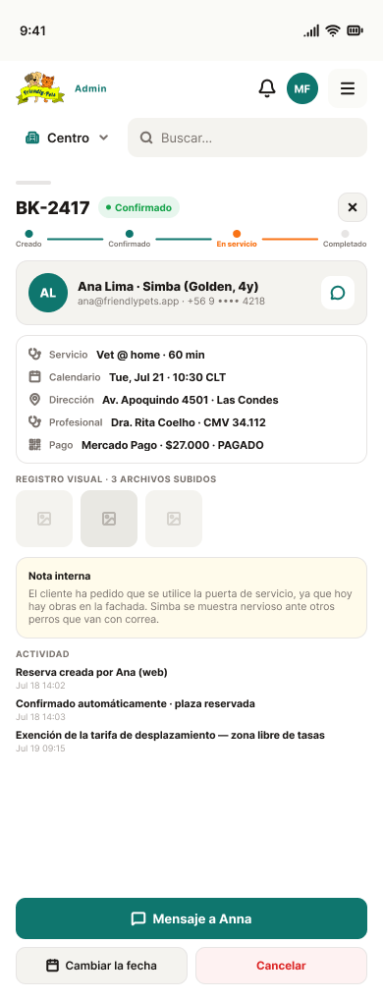 9:41
Friendly-Pets
Admin
MF
Centro
Buscar...
BK-2417
Confirmado
Creado
Confirmado
En servicio
Completado
AL
Ana Lima · Simba (Golden, 4y)
ana@friendlypets.app · +56 9 •••• 4218
Servicio Vet @ home · 60 min
Calendario Tue, Jul 21 · 10:30 CLT
Dirección Av. Apoquindo 4501 · Las Condes
Profesional Dra. Rita Coelho · CMV 34.112
Pago Mercado Pago · $27.000 · PAGADO
REGISTRO VISUAL · 3 ARCHIVOS SUBIDOS
Nota interna
El cliente ha pedido que se utilice la puerta de servicio, ya que hoy
hay obras en la fachada. Simba se muestra nervioso ante otros
perros que van con correa.
ACTIVIDAD
Reserva creada por Ana (web)
Jul 18 14:02
Confirmado automáticamente · plaza reservada
Jul 18 14:03
Exención de la tarifa de desplazamiento — zona libre de tasas
Jul 19 09:15
Mensaje a Anna
Cambiar la fecha
Cancelar